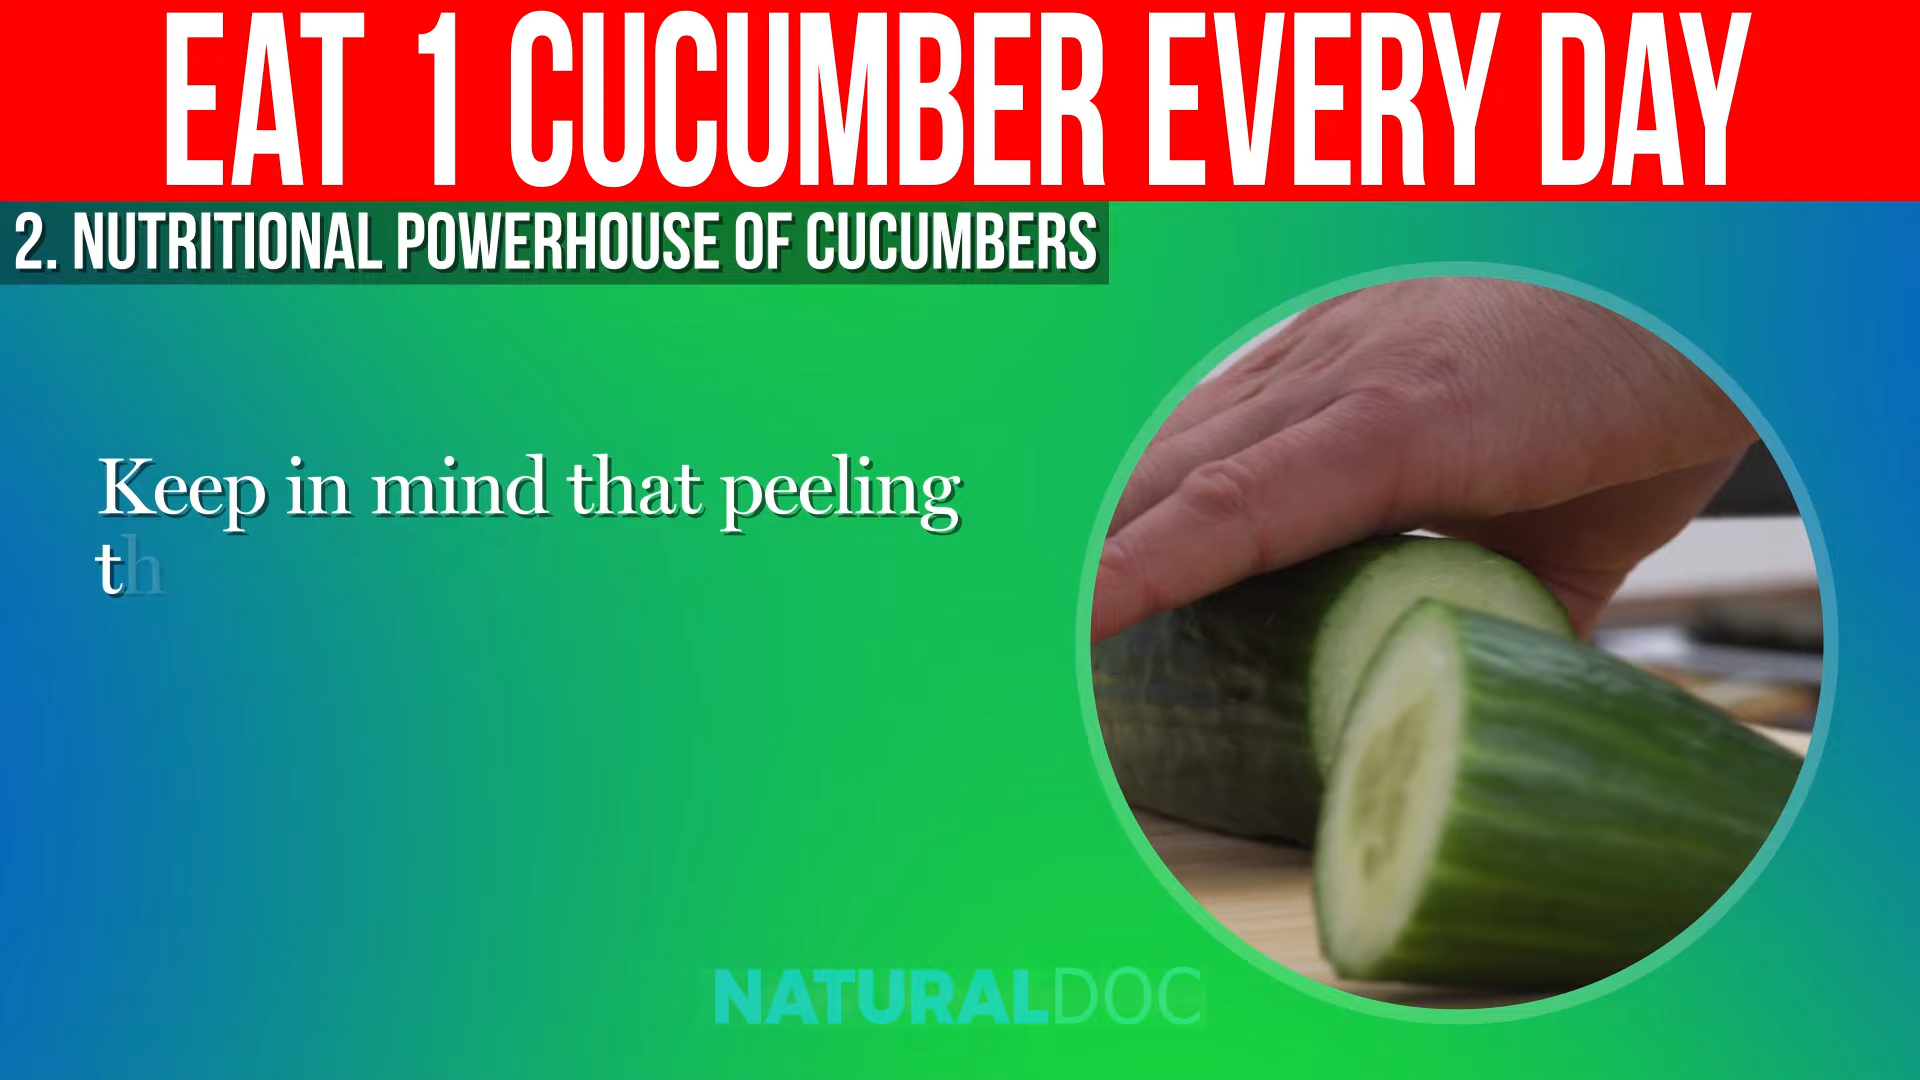 EAT 1 CUCUMBER EVERY DAY
2. NUTRITIONAL POWERHOUSE OF CUCUMBERS
Keep in mind that peeling
th
NATURALDOC